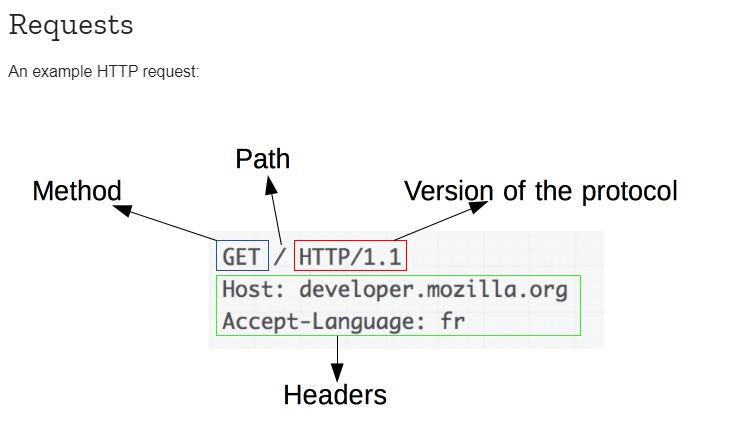 Requests
An example HTTP request:
Path
Method
Version of the protocol
GET / HTTP/1.1
Host: developer.mozilla.org
Accept-Language: fr
Headers